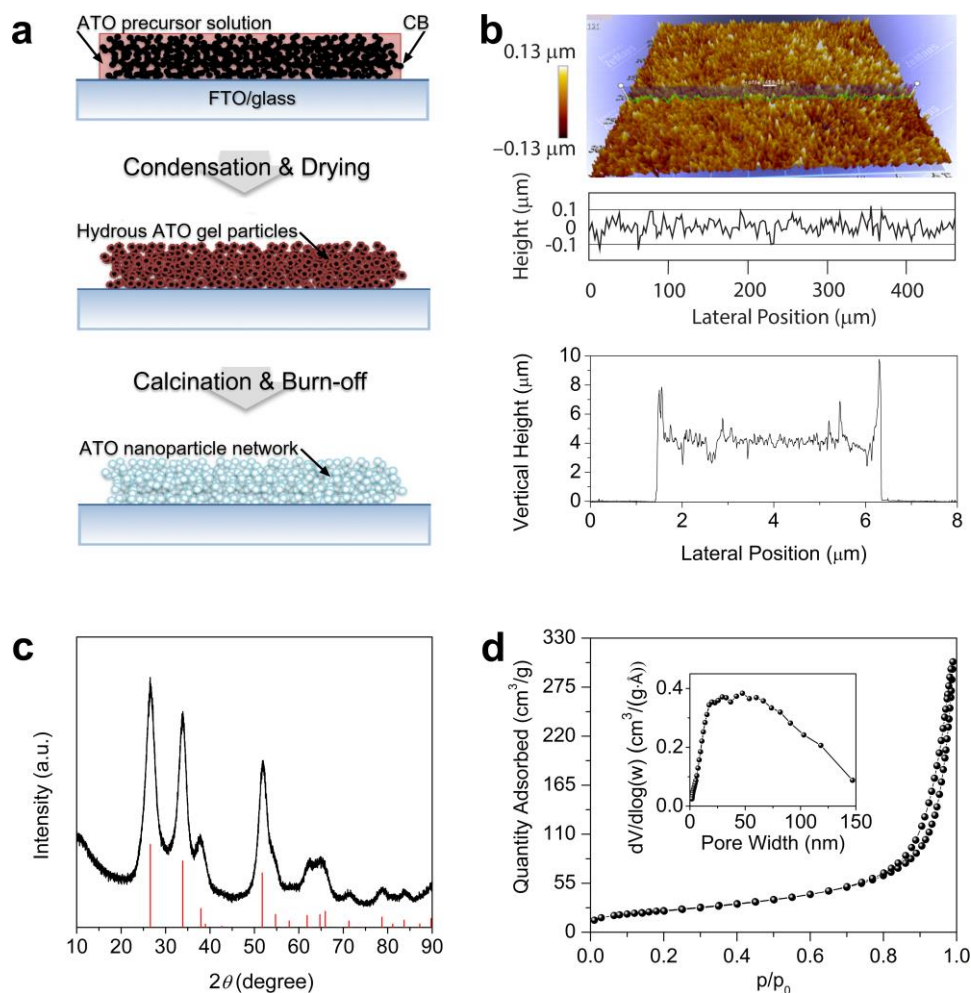 a
ATO precursor solution
CB
FTO/glass
Condensation & Drying
Hydrous ATO gel particles
Calcination & Burn-off
ATO nanoparticle network
b
0.13 μm
−0.13 μm
Height (μm)
0.1
0
-0.1
0 100 200 300 400
Lateral Position (μm)
Vertical Height (μm)
10
8
6
4
2
0
0 2 4 6 8
Lateral Position (μm)
c
Intensity (a.u.)
10 20 30 40 50 60 70 80 90
2θ (degree)
d
Quantity Adsorbed (cm³/g)
330
275
220
165
110
55
0
0.0 0.2 0.4 0.6 0.8 1.0
p/p₀
dV/dlog(w) (cm³/(g·Å))
0.4
0.2
0.0
0 50 100 150
Pore Width (nm)